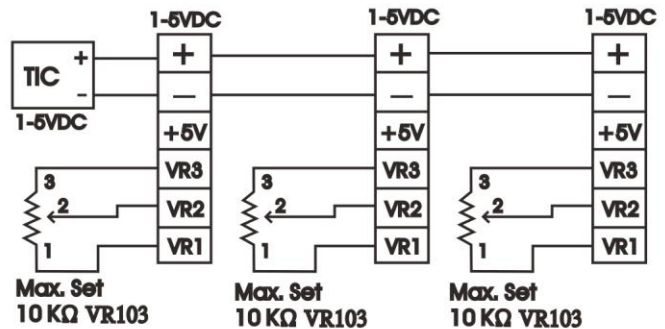 1-5VDC 1-5VDC 1-5VDC
TIC + - + + +
1-5VDC — — —
+5V +5V +5V
3 VR3 3 VR3 3 VR3
2 VR2 2 VR2 2 VR2
1 VR1 1 VR1 1 VR1
Max. Set Max. Set Max. Set
10 KΩ VR103 10 KΩ VR103 10 KΩ VR103